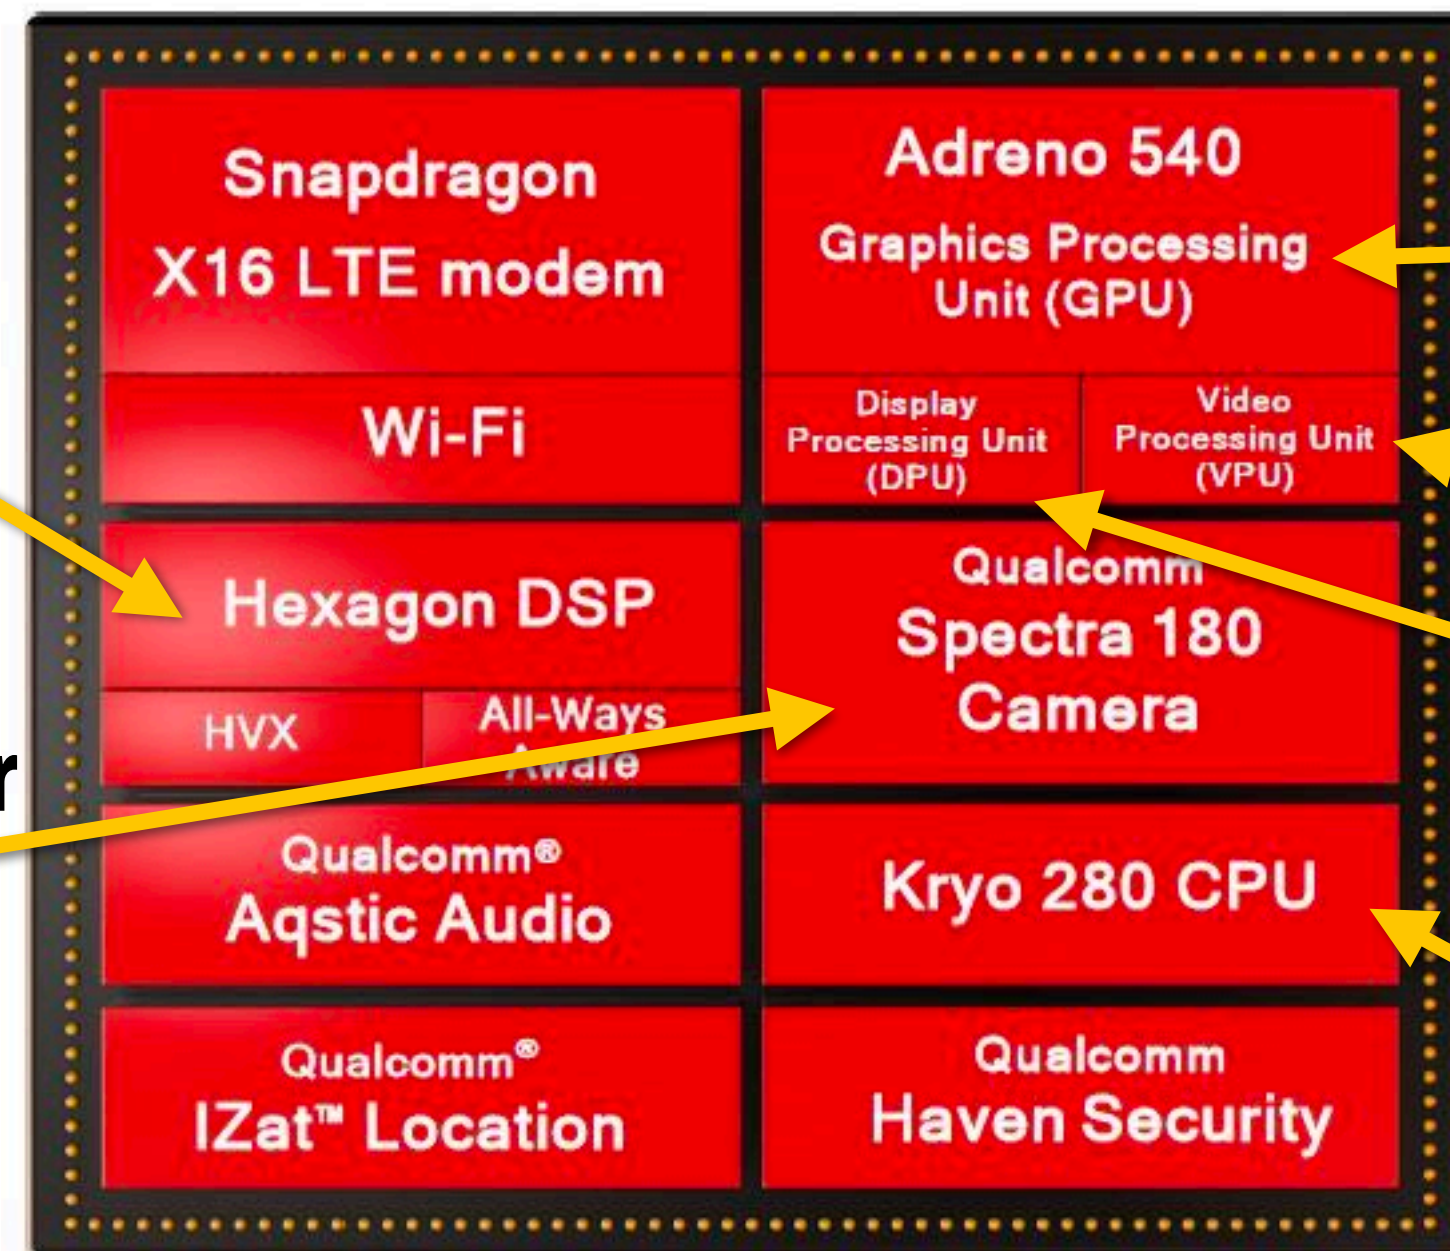 Snapdragon
X16 LTE modem
Wi-Fi
Hexagon DSP
HVX
All-Ways
Aware
Qualcomm®
Aqstic Audio
Qualcomm®
IZat™ Location
Adreno 540
Graphics Processing
Unit (GPU)
Display
Processing Unit
(DPU)
Video
Processing Unit
(VPU)
Qualcomm
Spectra 180
Camera
Kryo 280 CPU
Qualcomm
Haven Security
r